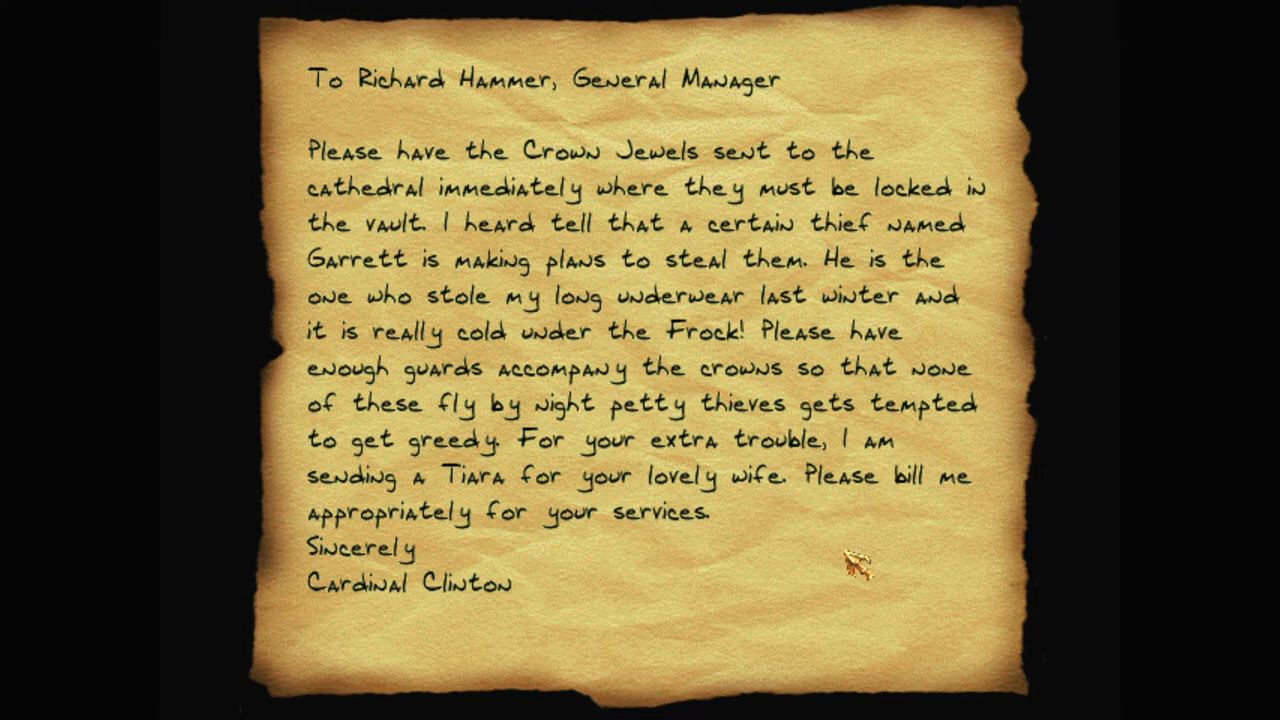 To Richard Hammer, General Manager
Please have the Crown Jewels sent to the
cathedral immediately where they must be locked in
the vault. I heard tell that a certain thief named
Garrett is making plans to steal them. He is the
one who stole my long underwear last winter and
it is really cold under the Frock! Please have
enough guards accompany the crowns so that none
of these fly by night petty thieves gets tempted
to get greedy. For your extra trouble, I am
sending a Tiara for your lovely wife. Please bill me
appropriately for your services.
Sincerely
Cardinal Clinton